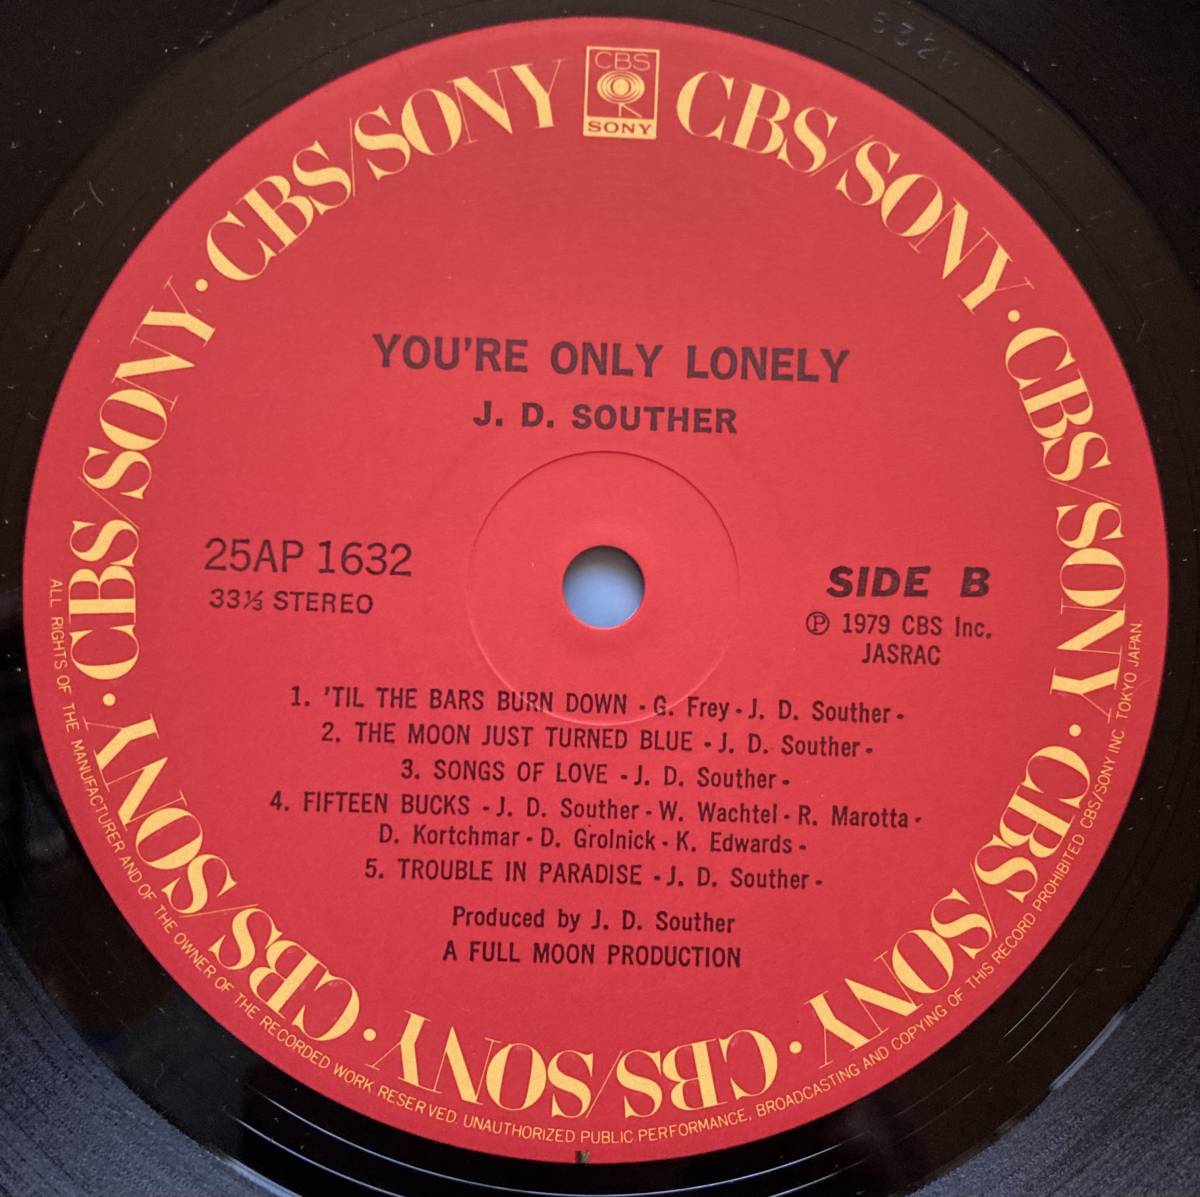 CBS
SONY
CBS/SONY · CBS/SONY · CBS/SONY · CBS/SONY · CBS/SONY · CBS/SONY · CBS/SONY · CBS/SONY
YOU'RE ONLY LONELY
J. D. SOUTHER
25AP 1632
33⅓ STEREO
SIDE B
Ⓟ 1979 CBS Inc.
JASRAC
1. 'TIL THE BARS BURN DOWN - G. Frey - J. D. Souther -
2. THE MOON JUST TURNED BLUE - J. D. Souther -
3. SONGS OF LOVE - J. D. Souther -
4. FIFTEEN BUCKS - J. D. Souther - W. Wachtel - R. Marotta -
D. Kortchmar - D. Grolnick - K. Edwards -
5. TROUBLE IN PARADISE - J. D. Souther -
Produced by J. D. Souther
A FULL MOON PRODUCTION
ALL RIGHTS OF THE MANUFACTURER AND OF THE OWNER OF THE RECORDED WORK RESERVED. UNAUTHORIZED PUBLIC PERFORMANCE, BROADCASTING AND COPYING OF THIS RECORD PROHIBITED CBS/SONY INC TOKYO JAPAN.